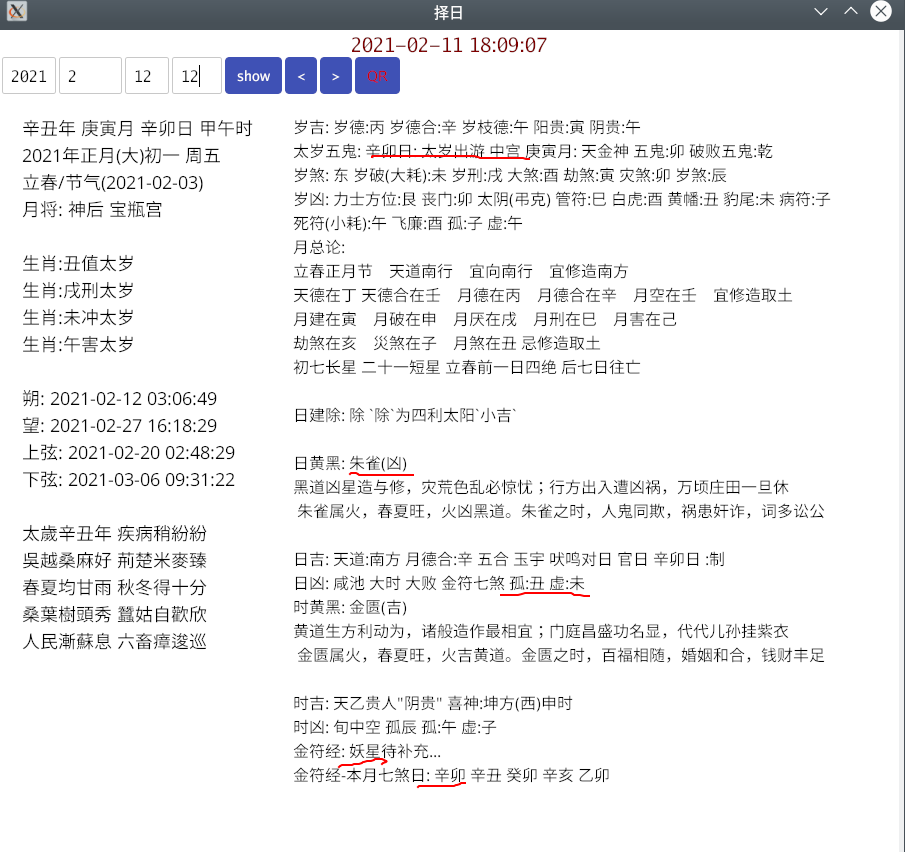 择日
2021-02-11 18:09:07
2021 2 12 12 show < > QR
辛丑年 庚寅月 辛卯日 甲午时
2021年正月(大)初一 周五
立春/节气(2021-02-03)
月将: 神后 宝瓶宫
生肖:丑值太岁
生肖:戌刑太岁
生肖:未冲太岁
生肖:午害太岁
朔: 2021-02-12 03:06:49
望: 2021-02-27 16:18:29
上弦: 2021-02-20 02:48:29
下弦: 2021-03-06 09:31:22
太歲辛丑年 疾病稍紛紛
吳越桑麻好 荊楚米麥臻
春夏均甘雨 秋冬得十分
桑葉樹頭秀 蠶姑自歡欣
人民漸蘇息 六畜瘴逡巡
岁吉: 岁德:丙 岁德合:辛 岁枝德:午 阳贵:寅 阴贵:午
太岁五鬼: 辛卯日: 太岁出游 中宫 庚寅月: 天金神 五鬼:卯 破败五鬼:乾
岁煞: 东 岁破(大耗):未 岁刑:戌 大煞:酉 劫煞:寅 灾煞:卯 岁煞:辰
岁凶: 力士方位:艮 丧门:卯 太阴(弔克) 管符:巳 白虎:酉 黄幡:丑 豹尾:未 病符:子
死符(小耗):午 飞廉:酉 孤:子 虚:午
月总论:
立春正月节 天道南行 宜向南行 宜修造南方
天德在丁 天德合在壬 月德在丙 月德合在辛 月空在壬 宜修造取土
月建在寅 月破在申 月厌在戌 月刑在巳 月害在己
劫煞在亥 災煞在子 月煞在丑 忌修造取土
初七长星 二十一短星 立春前一日四绝 后七日往亡
日建除: 除 `除`为四利太阳`小吉`
日黄黑: 朱雀(凶)
黑道凶星造与修，灾荒色乱必惊忧；行方出入遭凶祸，万顷庄田一旦休
朱雀属火，春夏旺，火凶黑道。朱雀之时，人鬼同欺，祸患奸诈，词多讼公
日吉: 天道:南方 月德合:辛 五合 玉宇 吠鸣对日 官日 辛卯日 :制
日凶: 咸池 大时 大败 金符七煞 孤:丑 虚:未
时黄黑: 金匮(吉)
黄道生方利动为，诸般造作最相宜；门庭昌盛功名显，代代儿孙挂紫衣
金匮属火，春夏旺，火吉黄道。金匮之时，百福相随，婚姻和合，钱财丰足
时吉: 天乙贵人"阴贵" 喜神:坤方(西)申时
时凶: 旬中空 孤辰 孤:午 虚:子
金符经: 妖星待补充...
金符经-本月七煞日: 辛卯 辛丑 癸卯 辛亥 乙卯